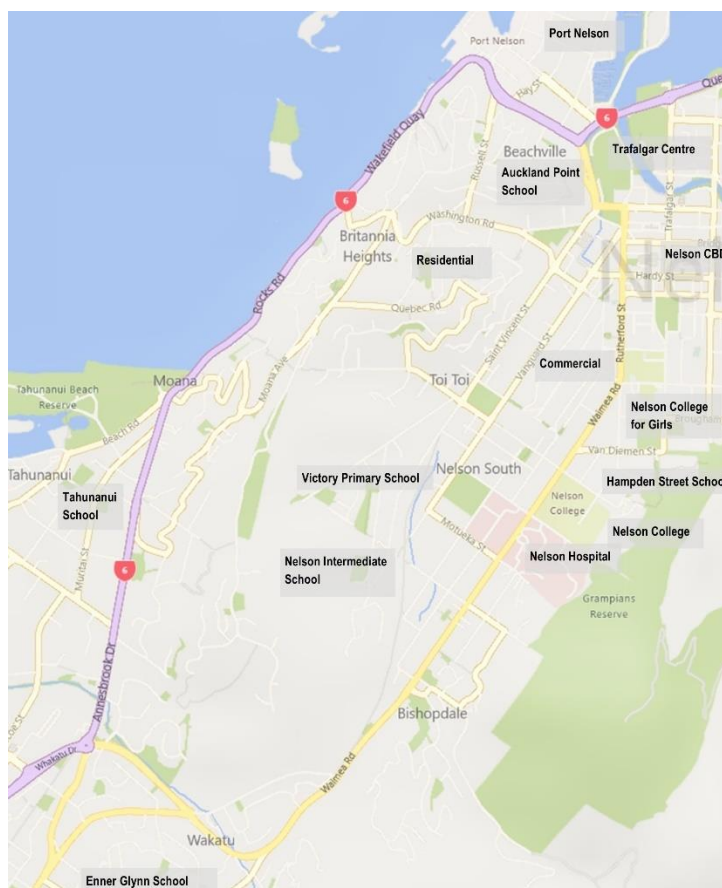 Port Nelson
Port Nelson
Hay St
6
Que
Wakefield Quay
Beachville
Trafalgar Centre
Russell St
Auckland Point
School
Trafalgar St
6
Washington Rd
Britannia
Heights
Residential
Nelson CBD
Nel
Hardy St
Rocks Rd
Quebec Rd
Saint Vincent St
Vanguard St
Rutherford St
Commercial
Moana
Moana Ave
Toi Toi
Waimea Rd
Tahunanui Beach
Reserve
Nelson College
for Girls
Beach Rd
Van Diemen St
Tahunanui
Victory Primary School
Nelson South
Hampden Street School
Tahunanui
School
Nelson
College
Nelson College
Motueka St
Nelson Hospital
Nelson Intermediate
School
Muritai St
6
Grampians
Reserve
Annesbrook Dr
Bishopdale
Whakatu Dr
Waimea Rd
Wakatu
Enner Glynn School